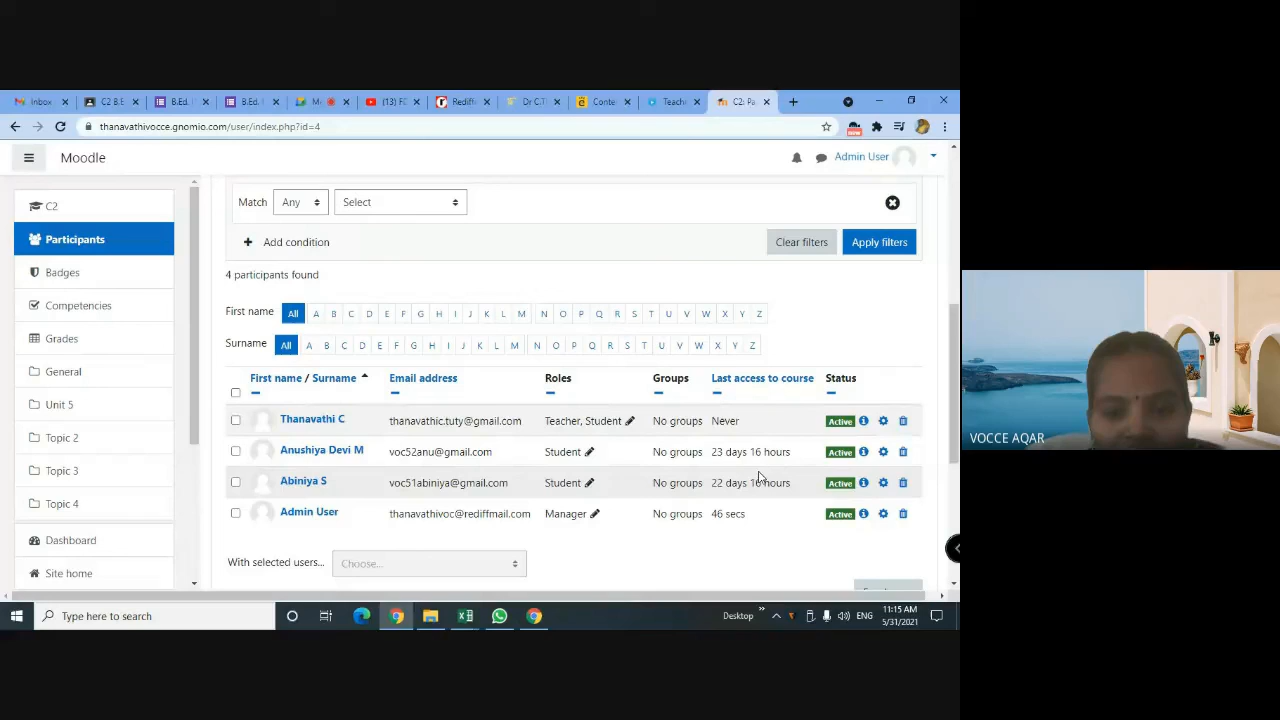 Inbox
C2 B.E
B.Ed.
B.Ed.
M
(13) FC
Rediff
Dr C.T
Conte
Teache
C2: Pa
thanavathivocce.gnomio.com/user/index.php?id=4
Moodle
Admin User
C2
Participants
Badges
Competencies
Grades
General
Unit 5
Topic 2
Topic 3
Topic 4
Dashboard
Site home
Match Any Select
Add condition
Clear filters
Apply filters
4 participants found
First name All A B C D E F G H I J K L M N O P Q R S T U V W X Y Z
Surname All A B C D E F G H I J K L M N O P Q R S T U V W X Y Z
First name / Surname Email address Roles Groups Last access to course Status
Thanavathi C thanavathic.tuty@gmail.com Teacher, Student No groups Never Active
Anushiya Devi M voc52anu@gmail.com Student No groups 23 days 16 hours Active
Abiniya S voc51abiniya@gmail.com Student No groups 22 days hours Active
Admin User thanavathivoc@rediffmail.com Manager No groups 46 secs Active
With selected users... Choose...
VOCCE AQAR
Type here to search
Desktop
ENG
11:15 AM
5/31/2021